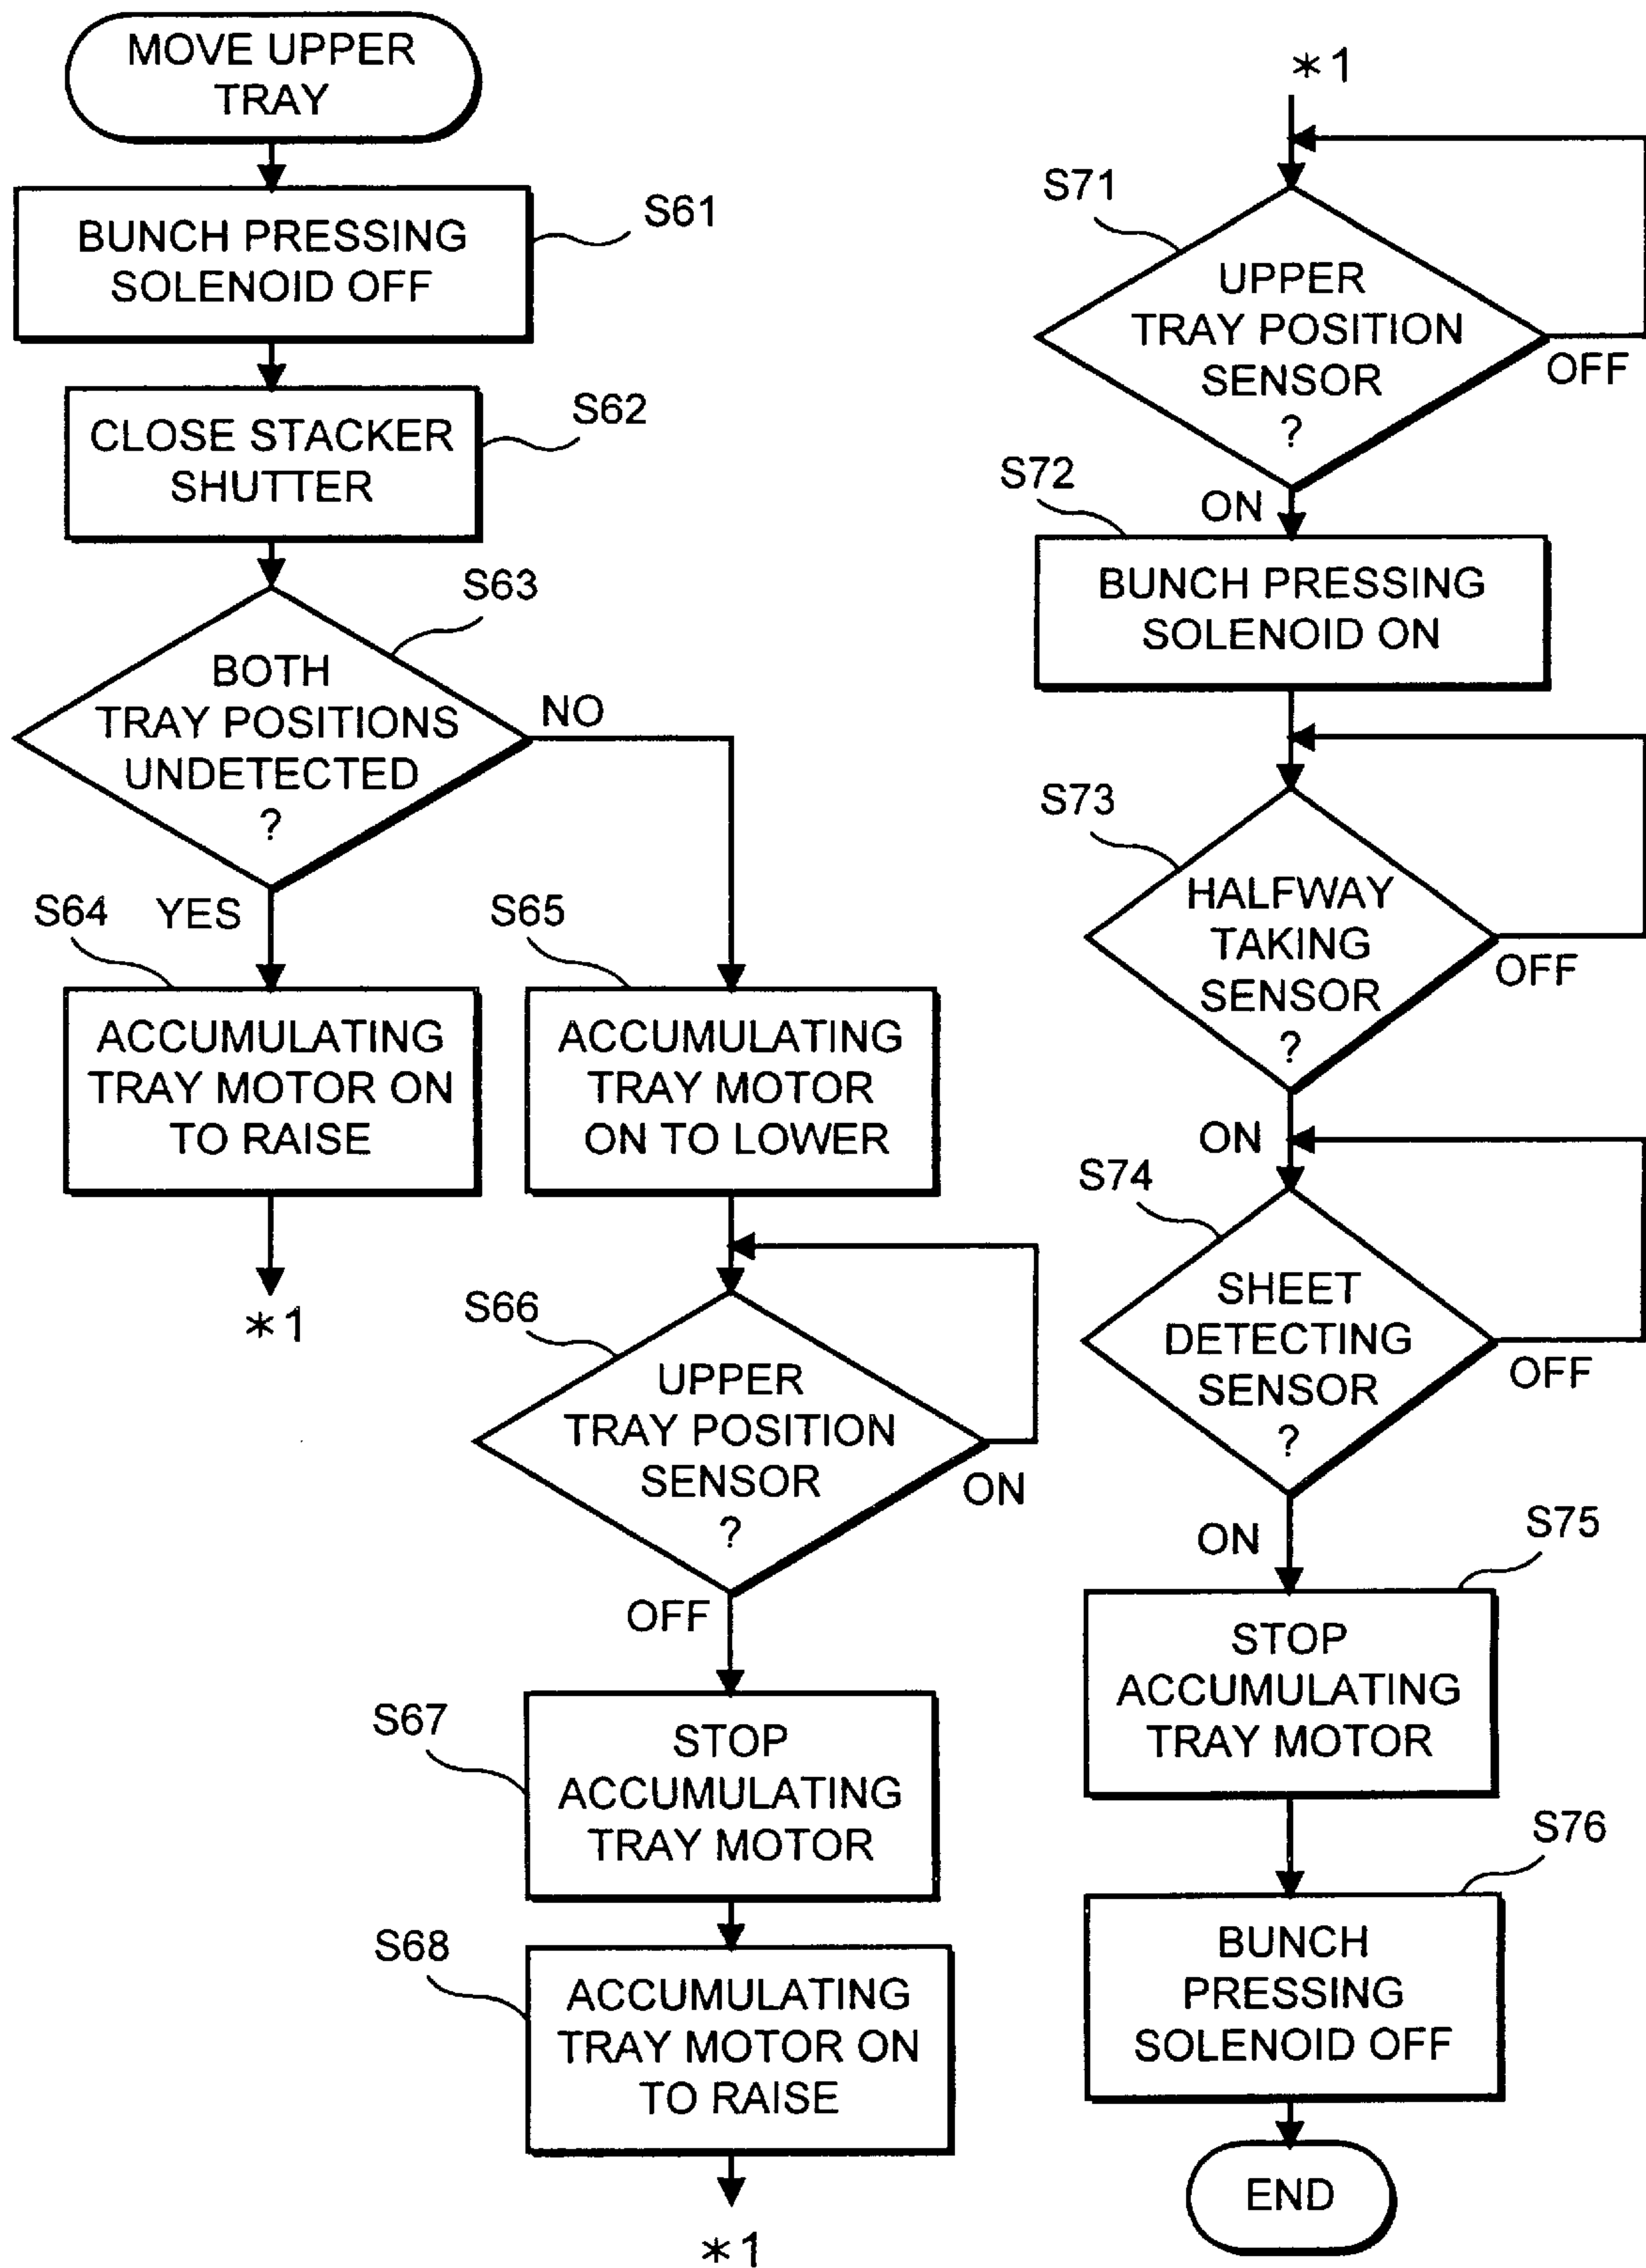 MOVE UPPER
TRAY
S61
BUNCH PRESSING
SOLENOID OFF
S62
CLOSE STACKER
SHUTTER
S63
BOTH
TRAY POSITIONS
UNDETECTED
?
NO
YES
S64
ACCUMULATING
TRAY MOTOR ON
TO RAISE
*1
S65
ACCUMULATING
TRAY MOTOR
ON TO LOWER
S66
UPPER
TRAY POSITION
SENSOR
?
ON
OFF
S67
STOP
ACCUMULATING
TRAY MOTOR
S68
ACCUMULATING
TRAY MOTOR ON
TO RAISE
*1
*1
S71
UPPER
TRAY POSITION
SENSOR
?
OFF
ON
S72
BUNCH PRESSING
SOLENOID ON
S73
HALFWAY
TAKING
SENSOR
?
OFF
ON
S74
SHEET
DETECTING
SENSOR
?
OFF
ON
S75
STOP
ACCUMULATING
TRAY MOTOR
S76
BUNCH
PRESSING
SOLENOID OFF
END